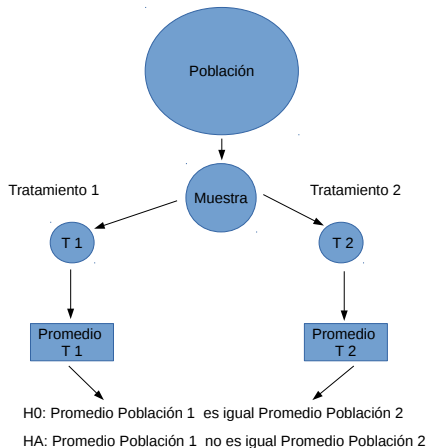 Población
Muestra
Tratamiento 1
Tratamiento 2
T 1
T 2
Promedio
T 1
Promedio
T 2
H0: Promedio Población 1 es igual Promedio Población 2
HA: Promedio Población 1 no es igual Promedio Población 2